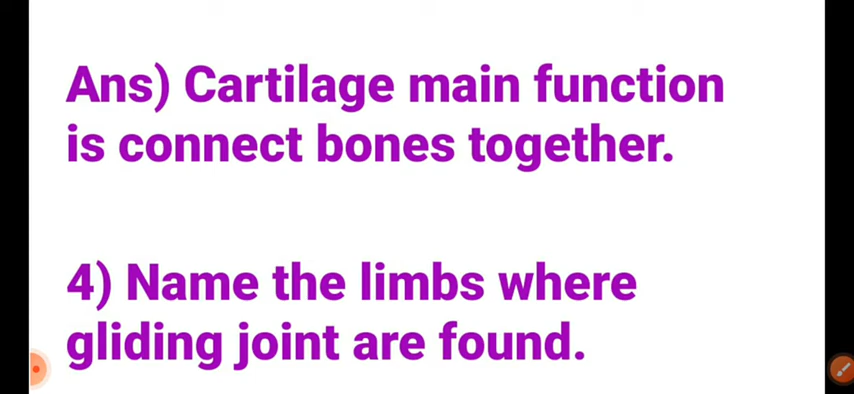 Ans) Cartilage main function
is connect bones together.
4) Name the limbs where
gliding joint are found.